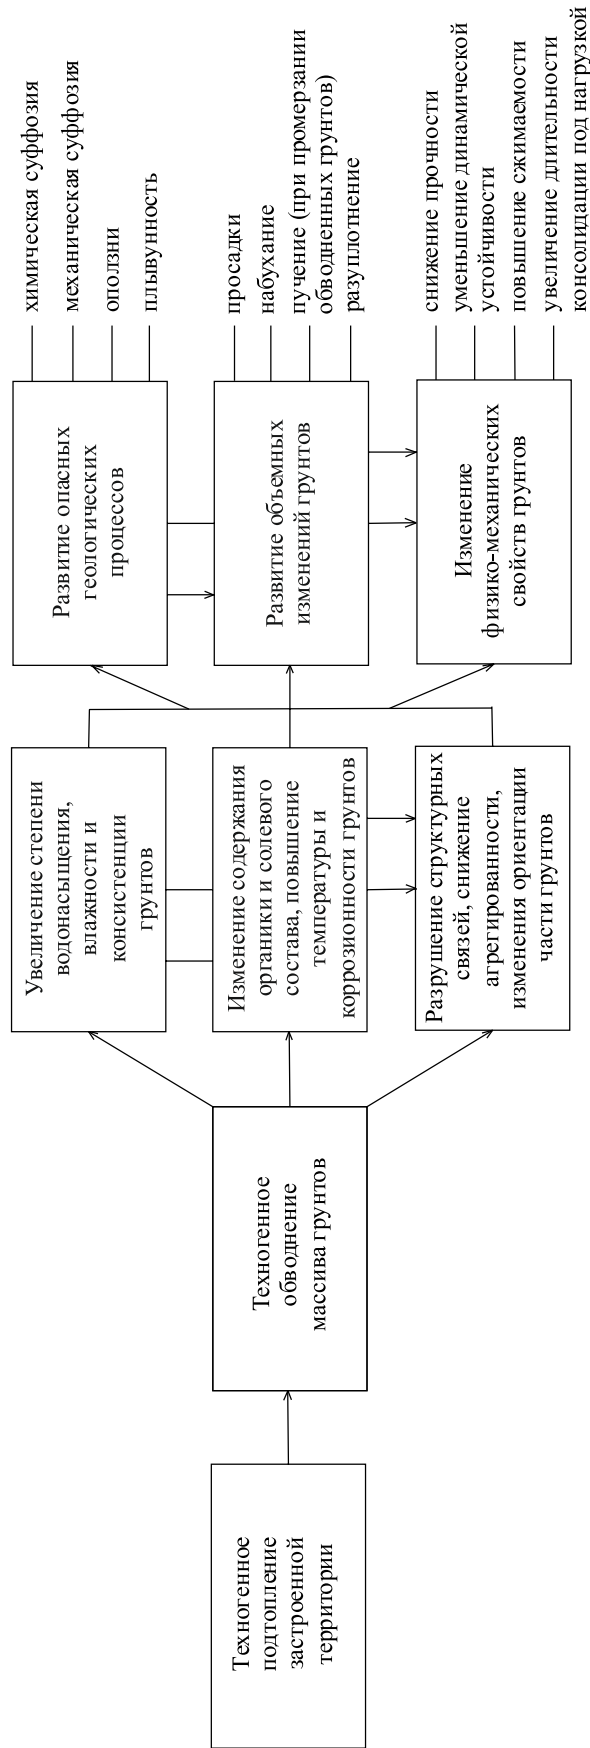 Техногенное
подтопление
застроенной
территории
Техногенное
обводнение
массива грунтов
Увеличение степени
водонасыщения,
влажности и
консистенции
грунтов
Изменение содержания
органики и солевого
состава, повышение
температуры и
коррозионности грунтов
Разрушение структурных
связей, снижение
агрегированности,
изменения ориентации
части грунтов
Развитие опасных
геологических
процессов
химическая суффозия
механическая суффозия
оползни
плывунность
Развитие объемных
изменений грунтов
просадки
набухание
пучение (при промерзании
обводненных грунтов)
разуплотнение
Изменение
физико-механических
свойств грунтов
снижение прочности
уменьшение динамической
устойчивости
повышение сжимаемости
увеличение длительности
консолидации под нагрузкой